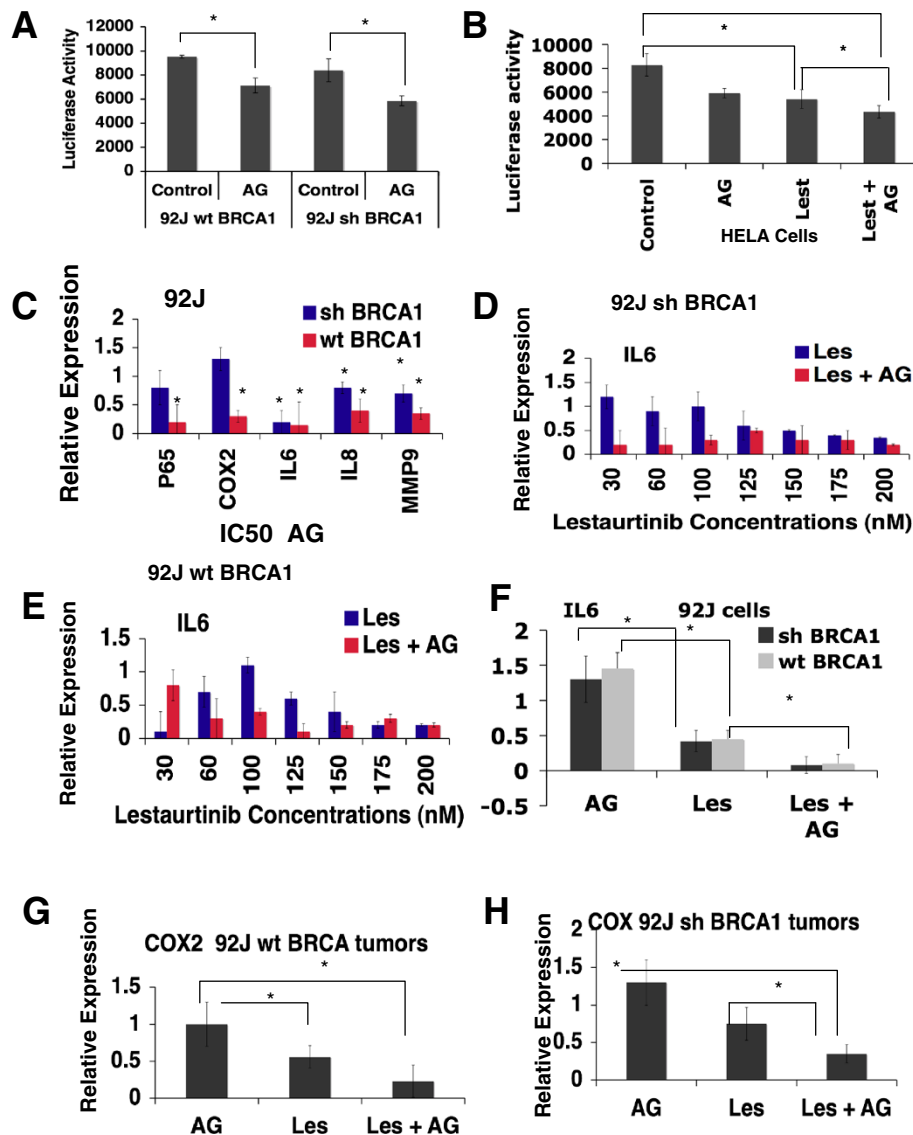 A
*
*
12000
10000
8000
6000
4000
2000
0
Luciferase Activity
Control AG Control AG
92J wt BRCA1 92J sh BRCA1
B
*
*
10000
8000
6000
4000
2000
0
Luciferase activity
Control
AG
Lest
Lest + AG
HELA Cells
C
92J
sh BRCA1
wt BRCA1
2
1.5
1
0.5
0
Relative Expression
* * * * * * * *
P65
COX2
IL6
IL8
MMP9
IC50 AG
D
92J sh BRCA1
IL6
Les
Les + AG
2
1.5
1
0.5
0
Relative Expression
30
60
100
125
150
175
200
Lestaurtinib Concentrations (nM)
92J wt BRCA1
E
IL6
Les
Les + AG
1.5
1
0.5
0
Relative Expression
30
60
100
125
150
175
200
Lestaurtinib Concentrations (nM)
F
IL6 92J cells
sh BRCA1
wt BRCA1
*
*
*
2
1.5
1
0.5
0
-0.5
Relative Expression
AG Les Les + AG
G
COX2 92J wt BRCA tumors
*
*
1.5
1
0.5
0
Relative Expression
AG Les Les + AG
H
COX 92J sh BRCA1 tumors
*
*
2
1.5
1
0.5
0
Relative Expression
AG Les Les + AG